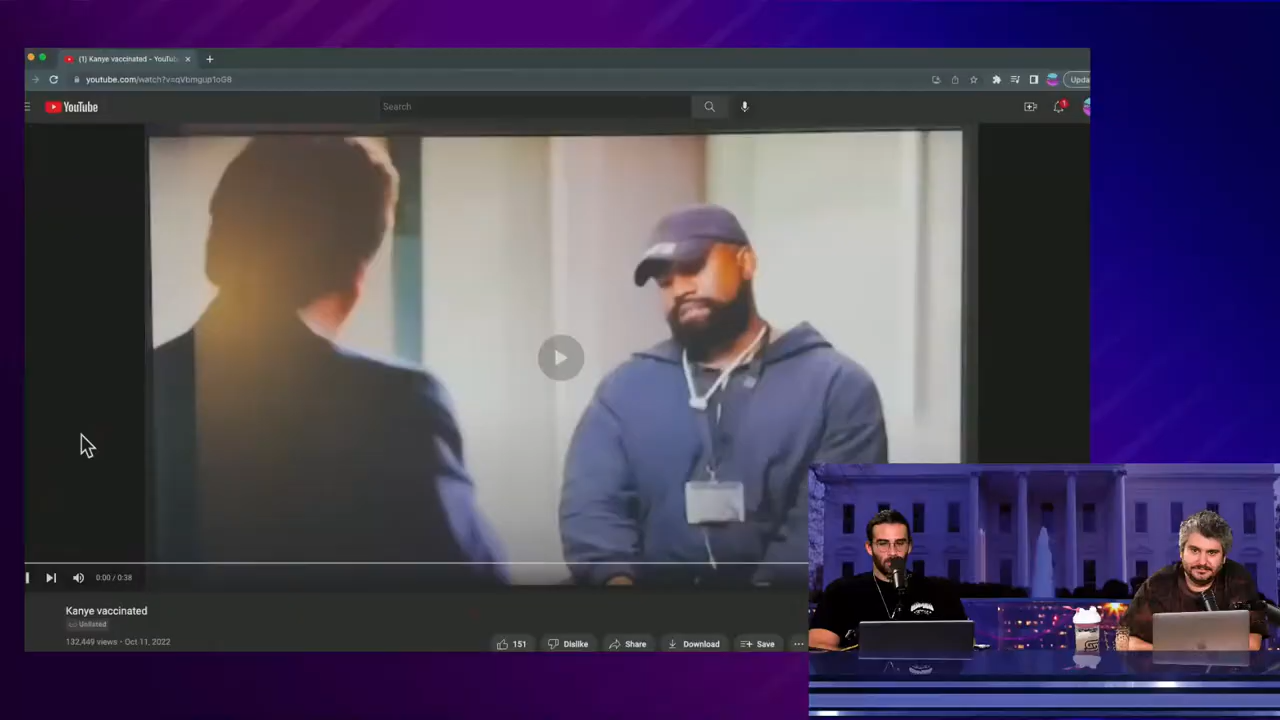 (1) Kanye vaccinated - YouTub
youtube.com/watch?v=qVbmgup1oG8
Upda
YouTube
Search
0:00 / 0:38
Kanye vaccinated
Unlisted
132,449 views • Oct 11, 2022
151
Dislike
Share
Download
Save